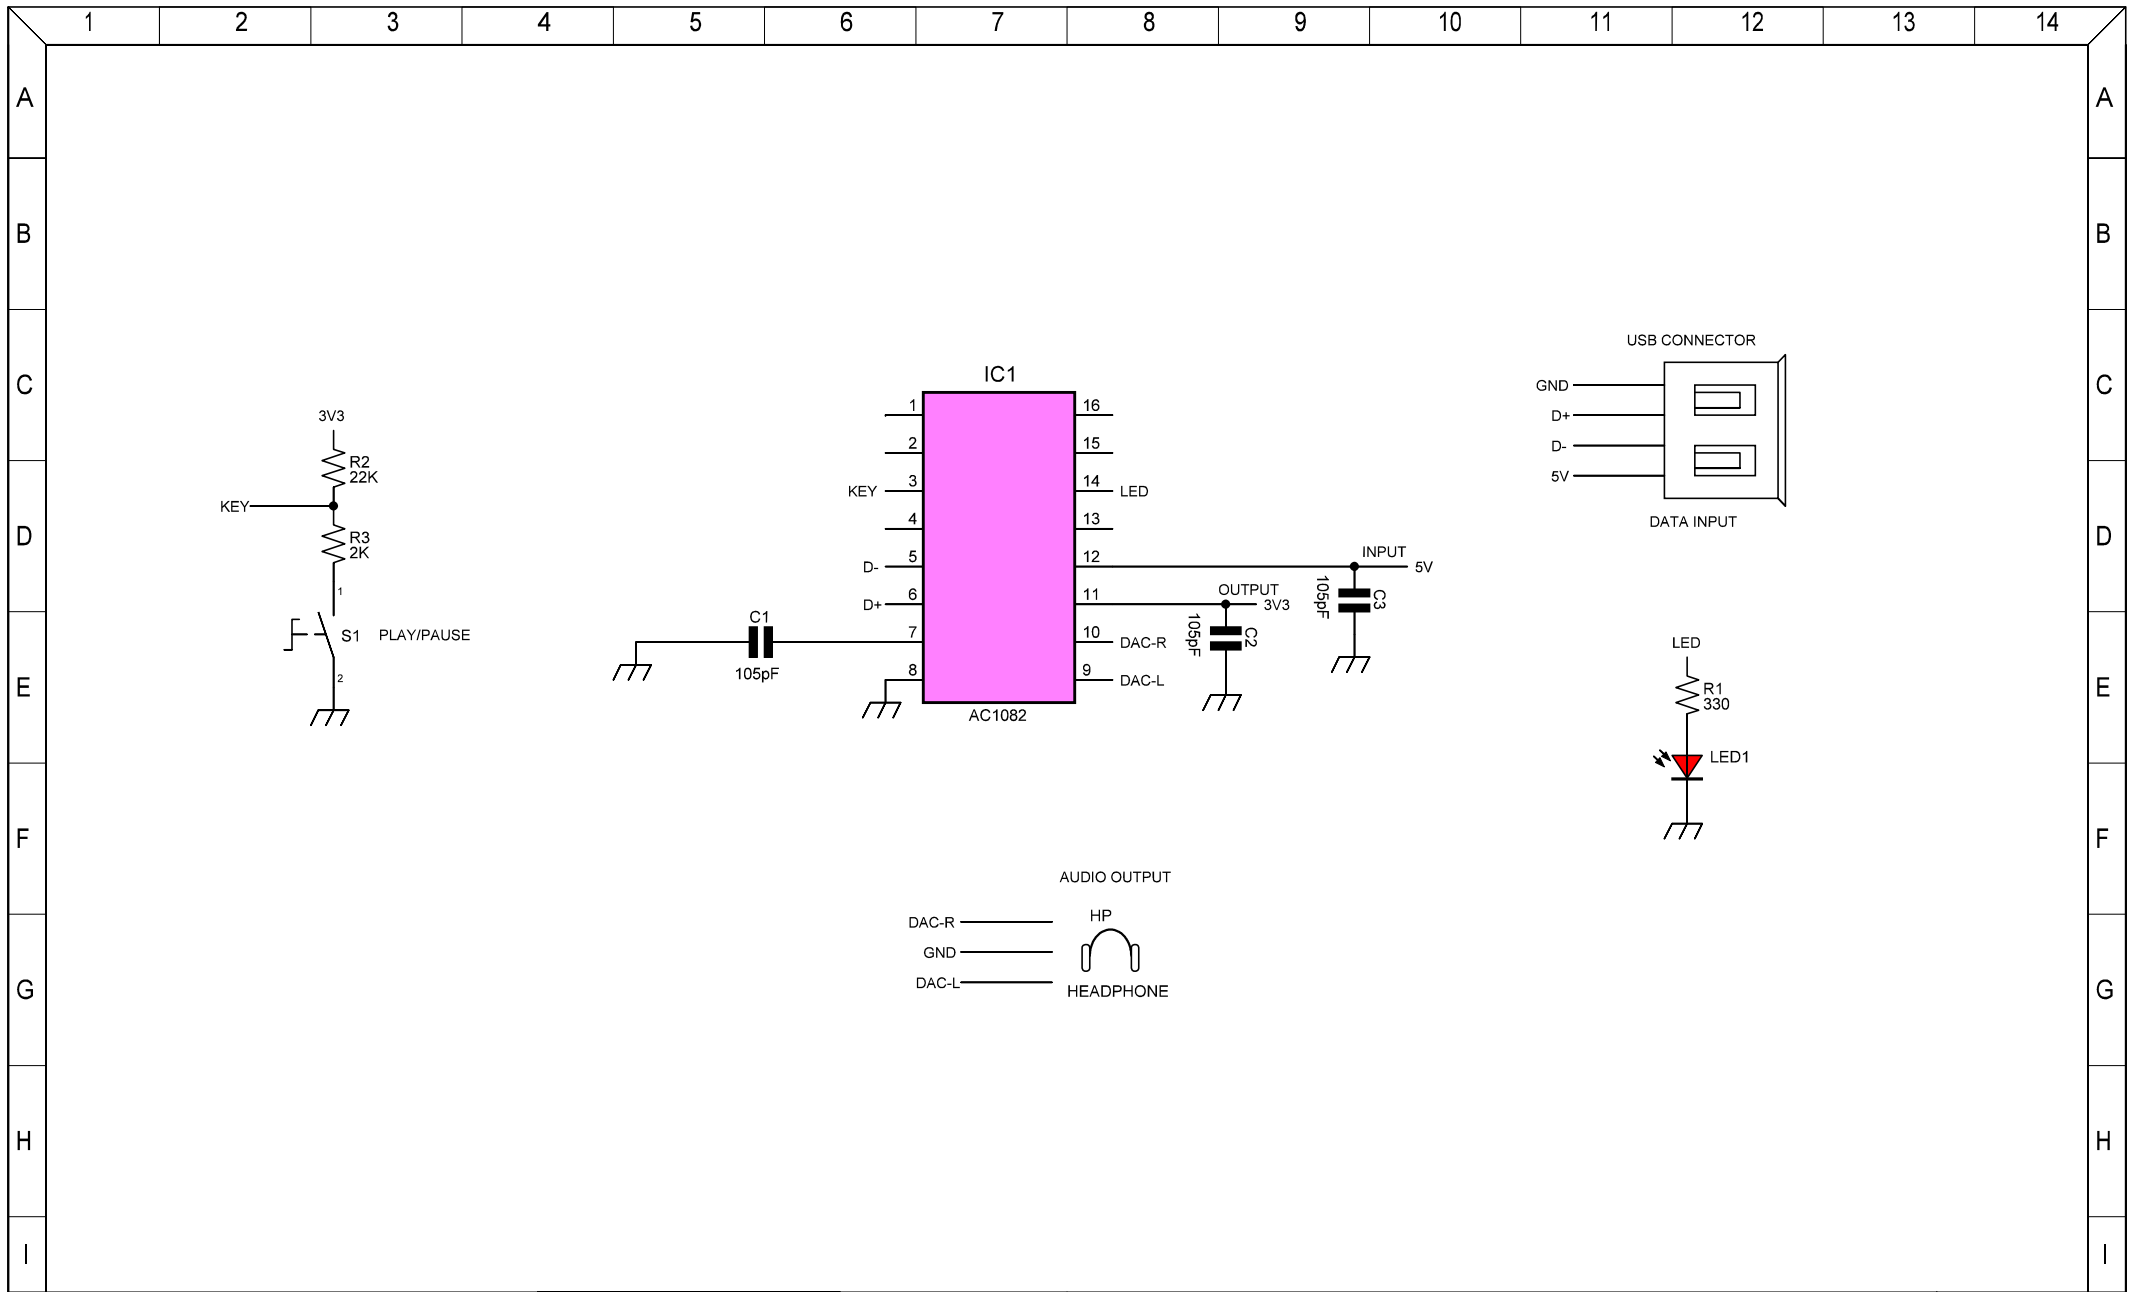 1 2 3 4 5 6 7 8 9 10 11 12 13 14
A A
B B
USB CONNECTOR
C C
GND
D+
D-
5V
DATA INPUT
3V3
R2
22K
KEY
R3
2K
1
S1 PLAY/PAUSE
2
IC1
1 16
2 15
KEY 3 14 LED
4 13
D- 5 12 INPUT 5V
D+ 6 11 OUTPUT 3V3
7 10 DAC-R
8 9 DAC-L
AC1082
C1
105pF
105pF C2
105pF C3
D D
LED
R1
330
LED1
E E
F F
AUDIO OUTPUT
DAC-R HP
GND
DAC-L HEADPHONE
G G
H H
I I